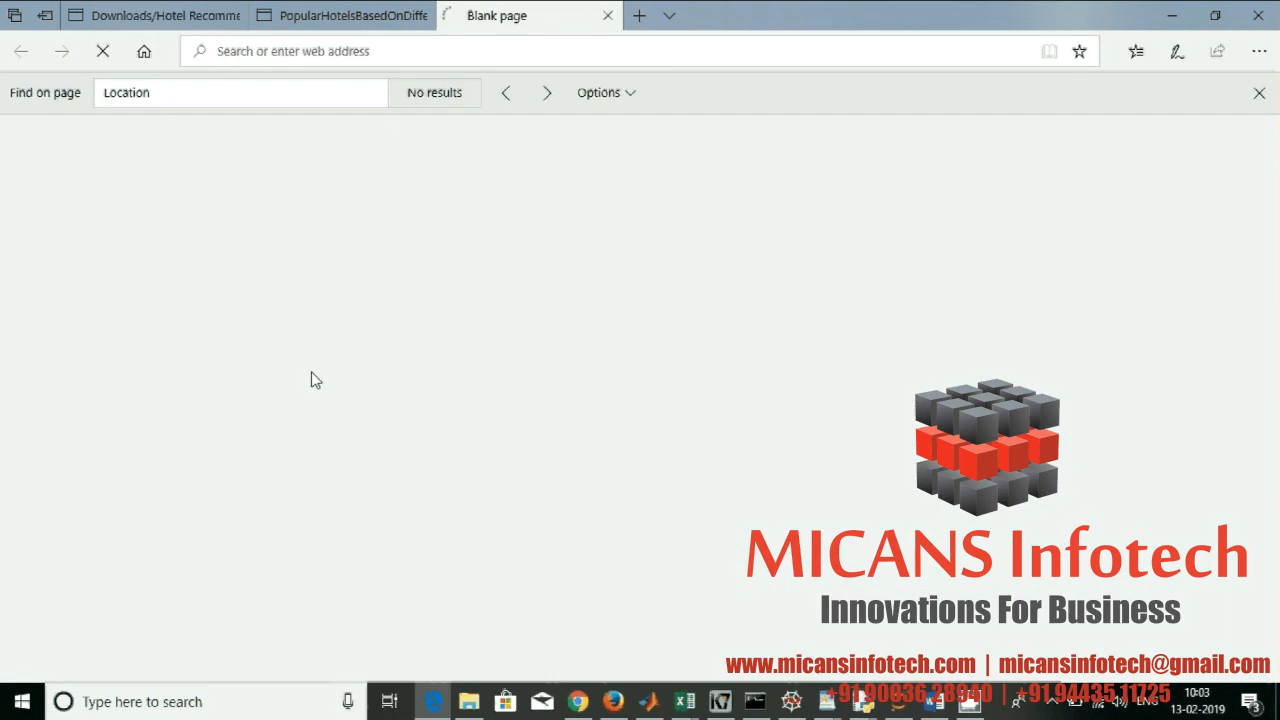 Downloads/Hotel Recomme
PopularHotelsBasedOnDiffe
Blank page
Search or enter web address
Find on page
Location
No results
Options
MICANS Infotech
Innovations For Business
www.micansinfotech.com | micansinfotech@gmail.com
+91.90036.28940 | +91.94435.11725
Type here to search
ENG
10:03
13-02-2019
3